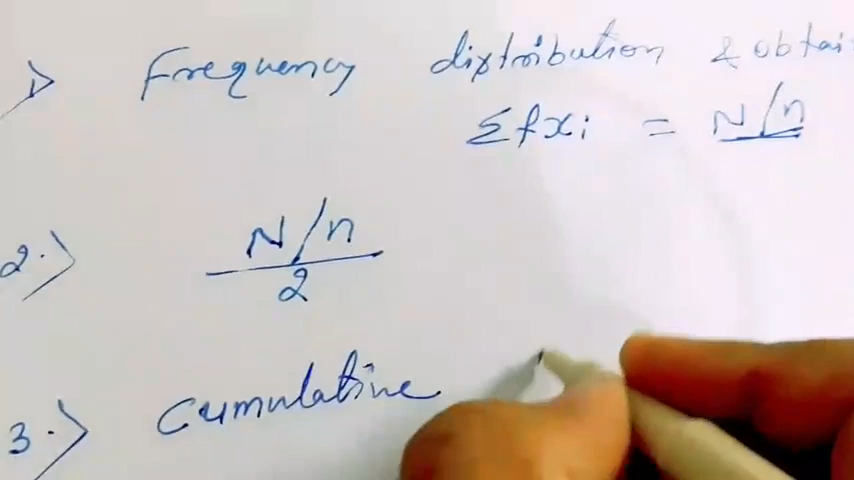 1> Frequency distribution & obtai
Σfxi = N/n
2.> N/n
2
3.> Cumulative